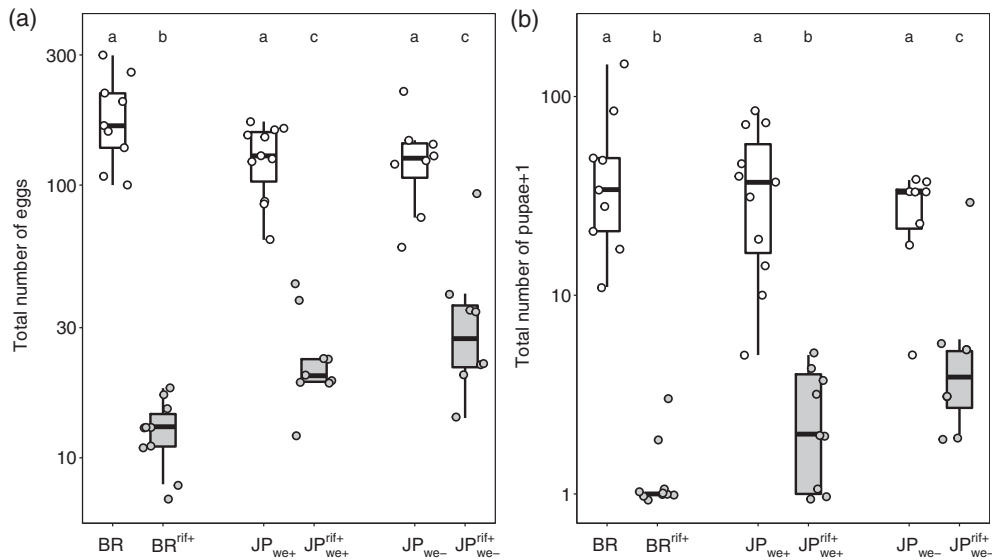 (a)
a b a c a c
Total number of eggs
300
100
30
10
BR BR^rif+ JP_we+ JP^rif+_we+ JP_we− JP^rif+_we−
(b)
a b a b a c
Total number of pupae+1
100
10
1
BR BR^rif+ JP_we+ JP^rif+_we+ JP_we− JP^rif+_we−